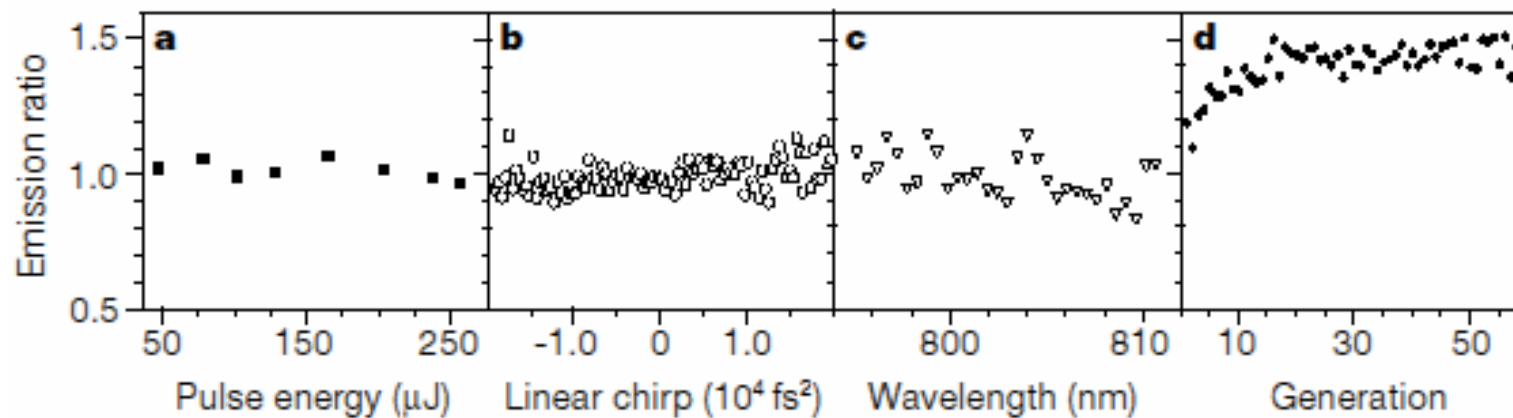 a b c d
Emission ratio
1.5
1.0
0.5
50 150 250 -1.0 0 1.0 800 810 10 30 50
Pulse energy (μJ) Linear chirp (10⁴ fs²) Wavelength (nm) Generation